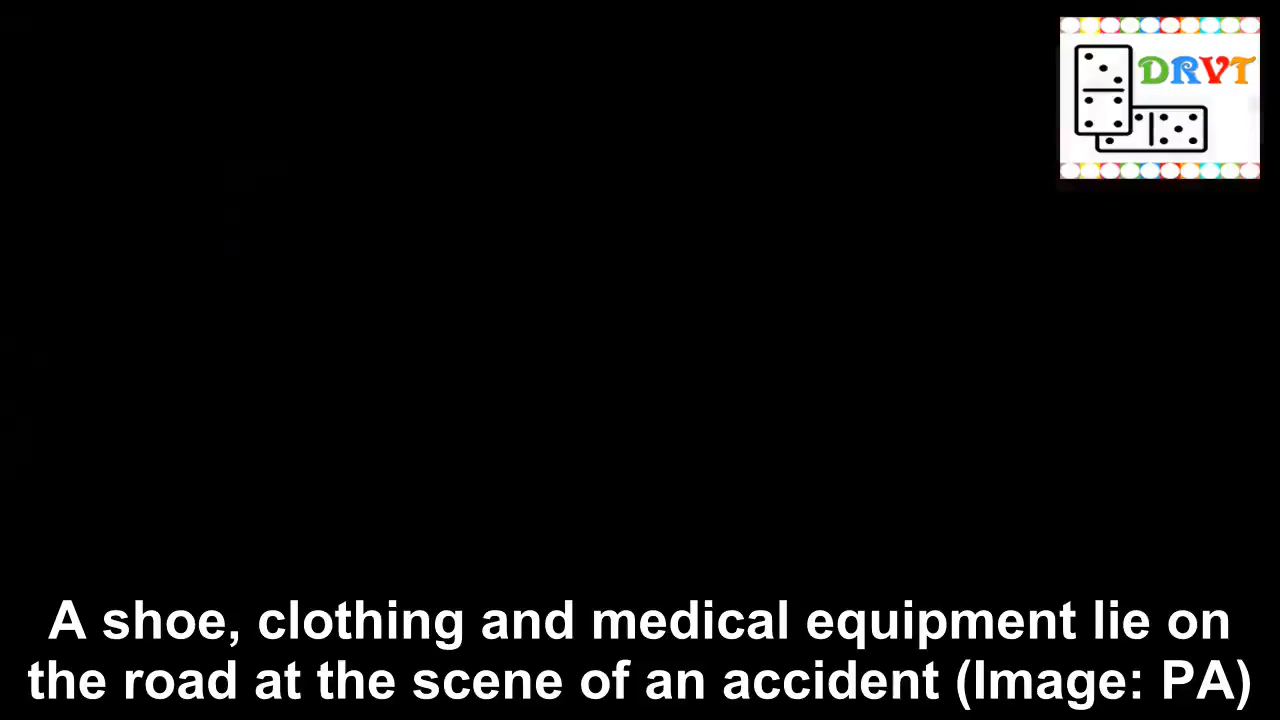 DRVT
A shoe, clothing and medical equipment lie on
the road at the scene of an accident (Image: PA)